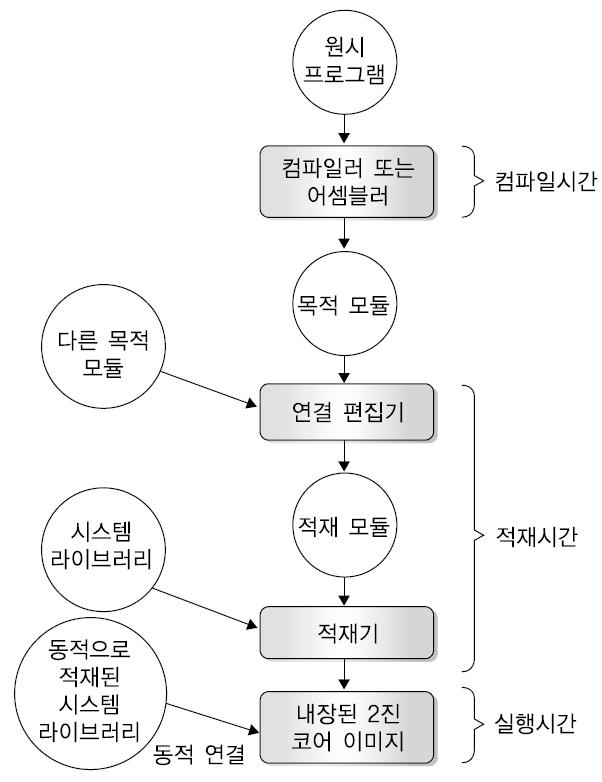 원시
프로그램
컴파일러 또는
어셈블러
컴파일시간
목적 모듈
다른 목적
모듈
연결 편집기
적재 모듈
적재시간
시스템
라이브러리
적재기
동적으로
적재된
시스템
라이브러리
동적 연결
내장된 2진
코어 이미지
실행시간